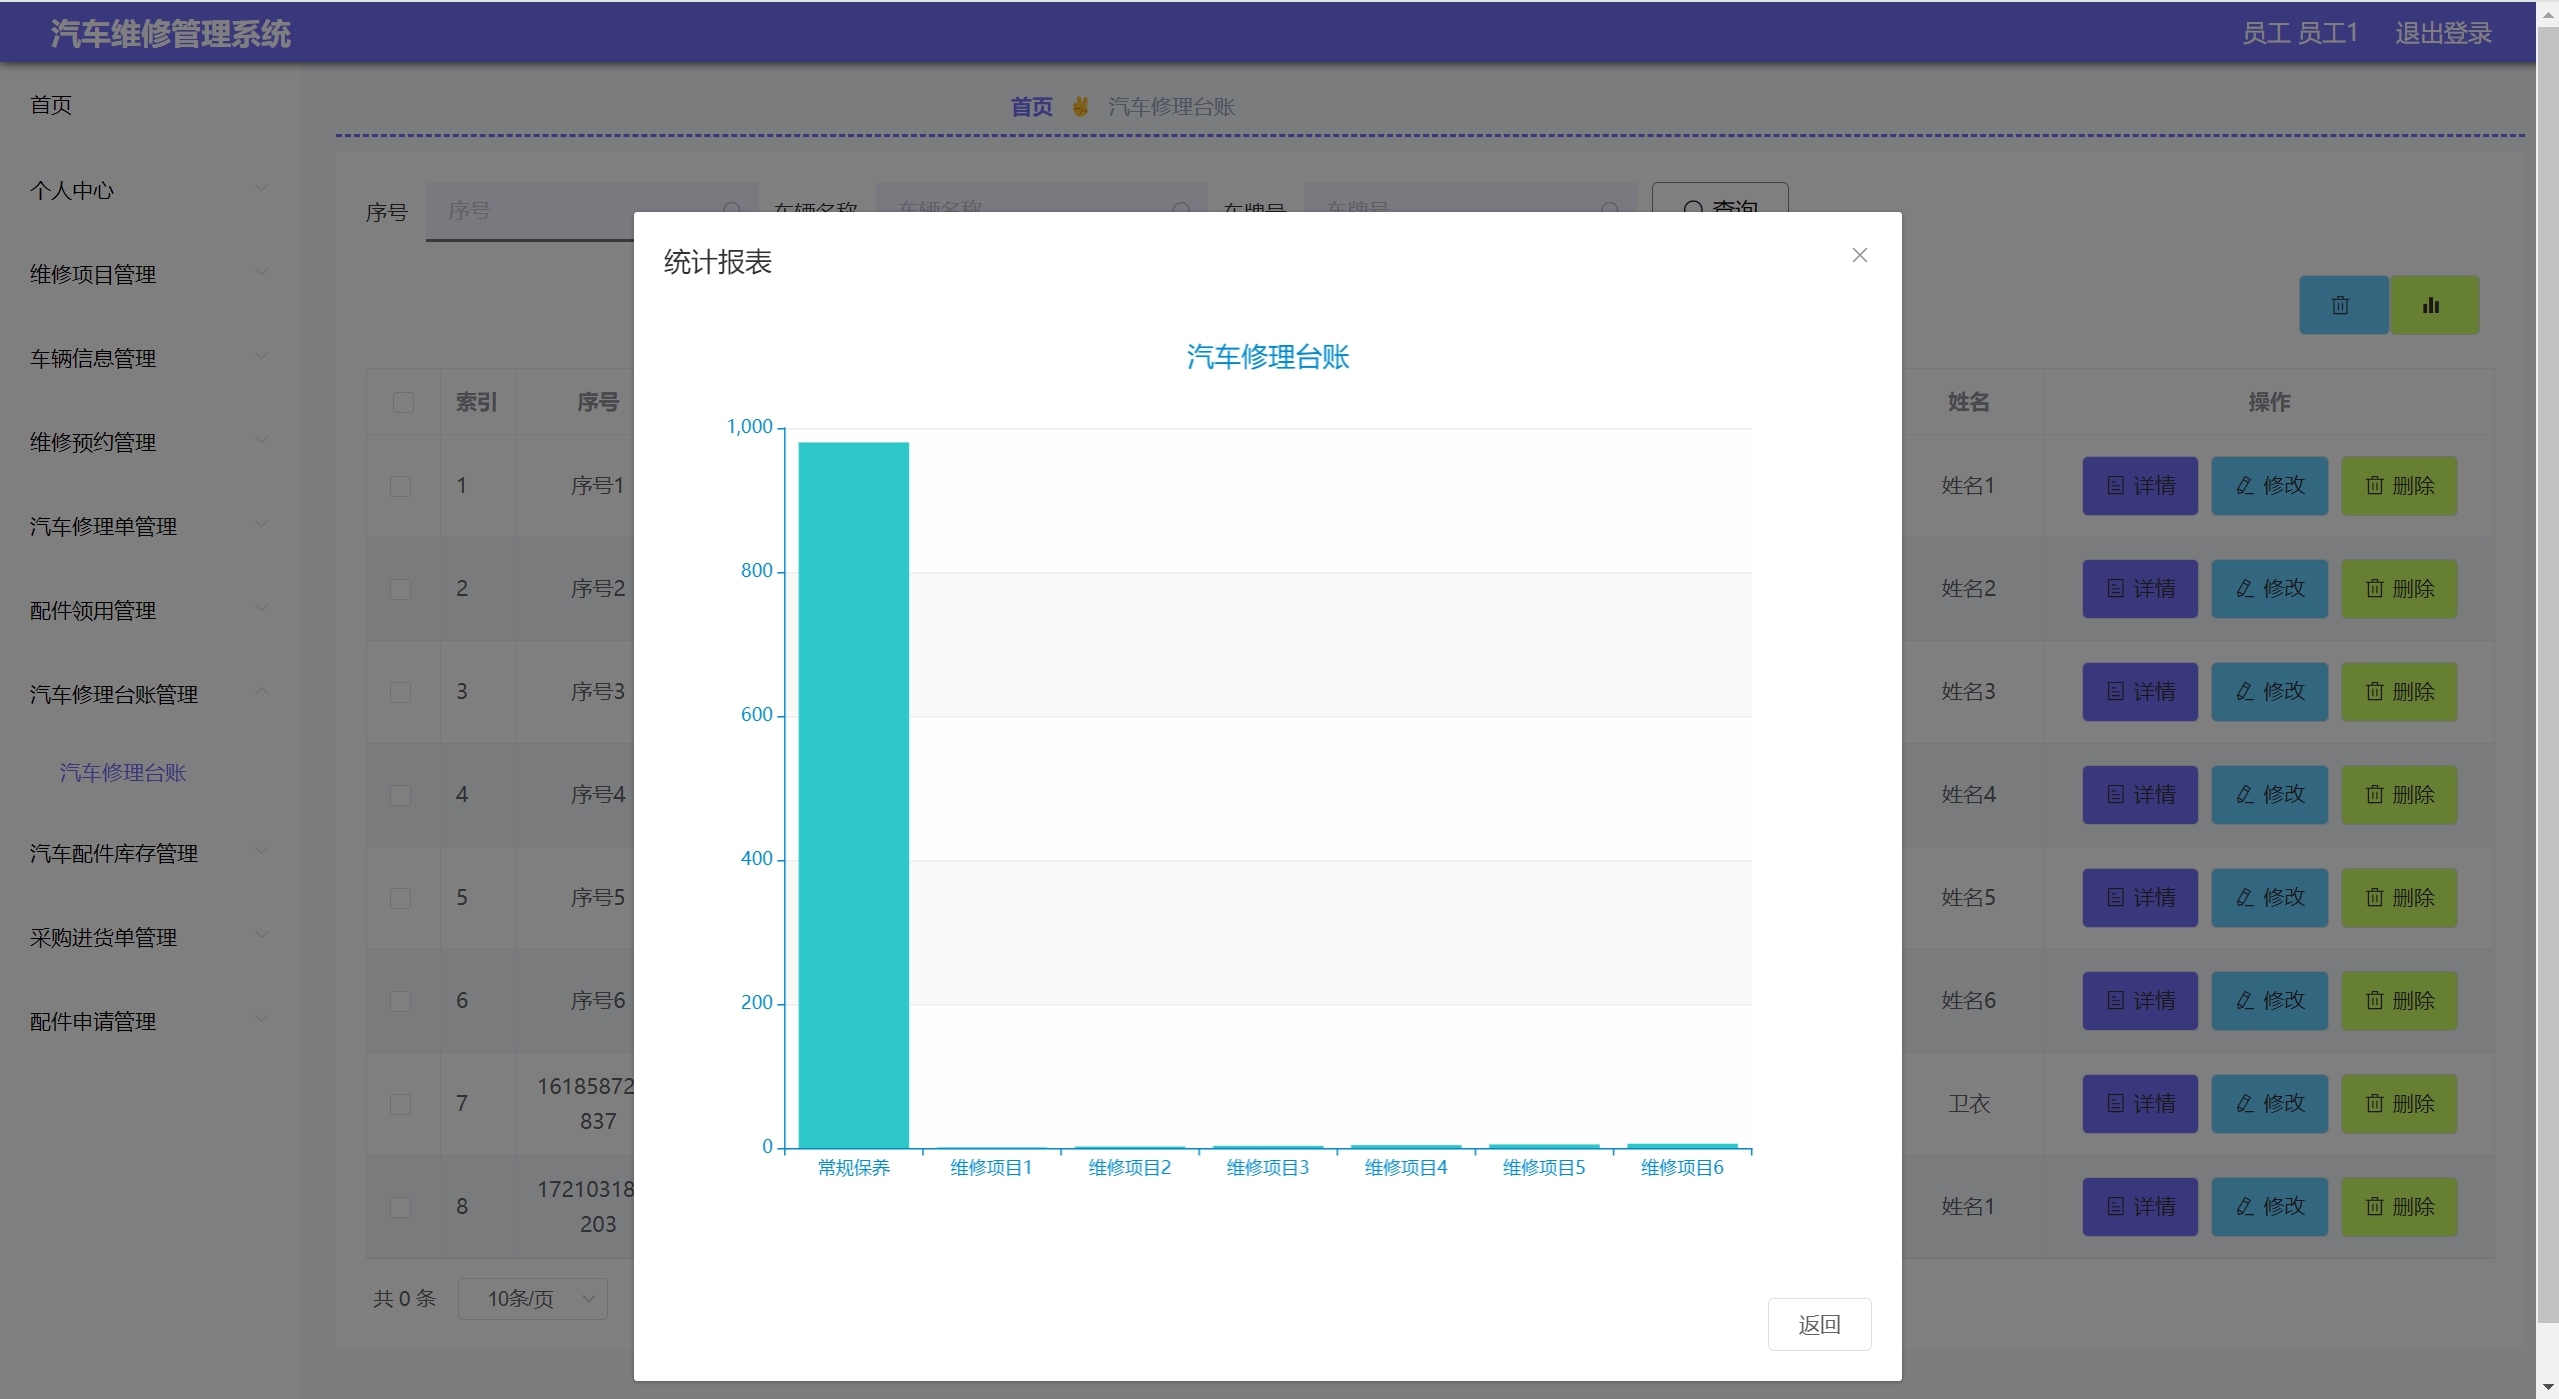 汽车维修管理系统
员工 员工1 退出登录
首页
个人中心
维修项目管理
车辆信息管理
维修预约管理
汽车修理单管理
配件领用管理
汽车修理台账管理
汽车修理台账
汽车配件库存管理
采购进货单管理
配件申请管理
首页 ✌ 汽车修理台账
序号 序号 车辆名称 车辆名称 车牌号 车牌号 查询
索引 序号 姓名 操作
1 序号1 姓名1 详情 修改 删除
2 序号2 姓名2 详情 修改 删除
3 序号3 姓名3 详情 修改 删除
4 序号4 姓名4 详情 修改 删除
5 序号5 姓名5 详情 修改 删除
6 序号6 姓名6 详情 修改 删除
7 16185872 卫衣 详情 修改 删除
837
8 17210318 姓名1 详情 修改 删除
203
共 0 条 10条/页
统计报表
汽车修理台账
1,000
800
600
400
200
0
常规保养 维修项目1 维修项目2 维修项目3 维修项目4 维修项目5 维修项目6
返回